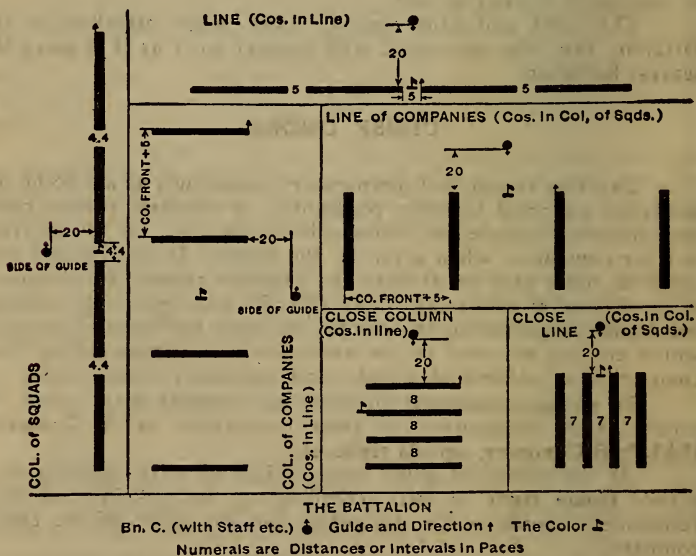 LINE (Cos. in Line)
20
5 5 5
5
LINE of COMPANIES (Cos. in Col. of Sqds.)
20
CO. FRONT+5
4.4
CO. FRONT+5
20
4.4
SIDE OF GUIDE
20
SIDE OF GUIDE
4.4
COL. of SQUADS
COL. of COMPANIES
(Cos. in Line)
CLOSE COLUMN
(Cos. in line)
20
8
8
8
CLOSE LINE (Cos. in Col. of Sqds.)
20
7 7 7
THE BATTALION
Bn. C. (with Staff etc.) Guide and Direction The Color
Numerals are Distances or Intervals in Paces